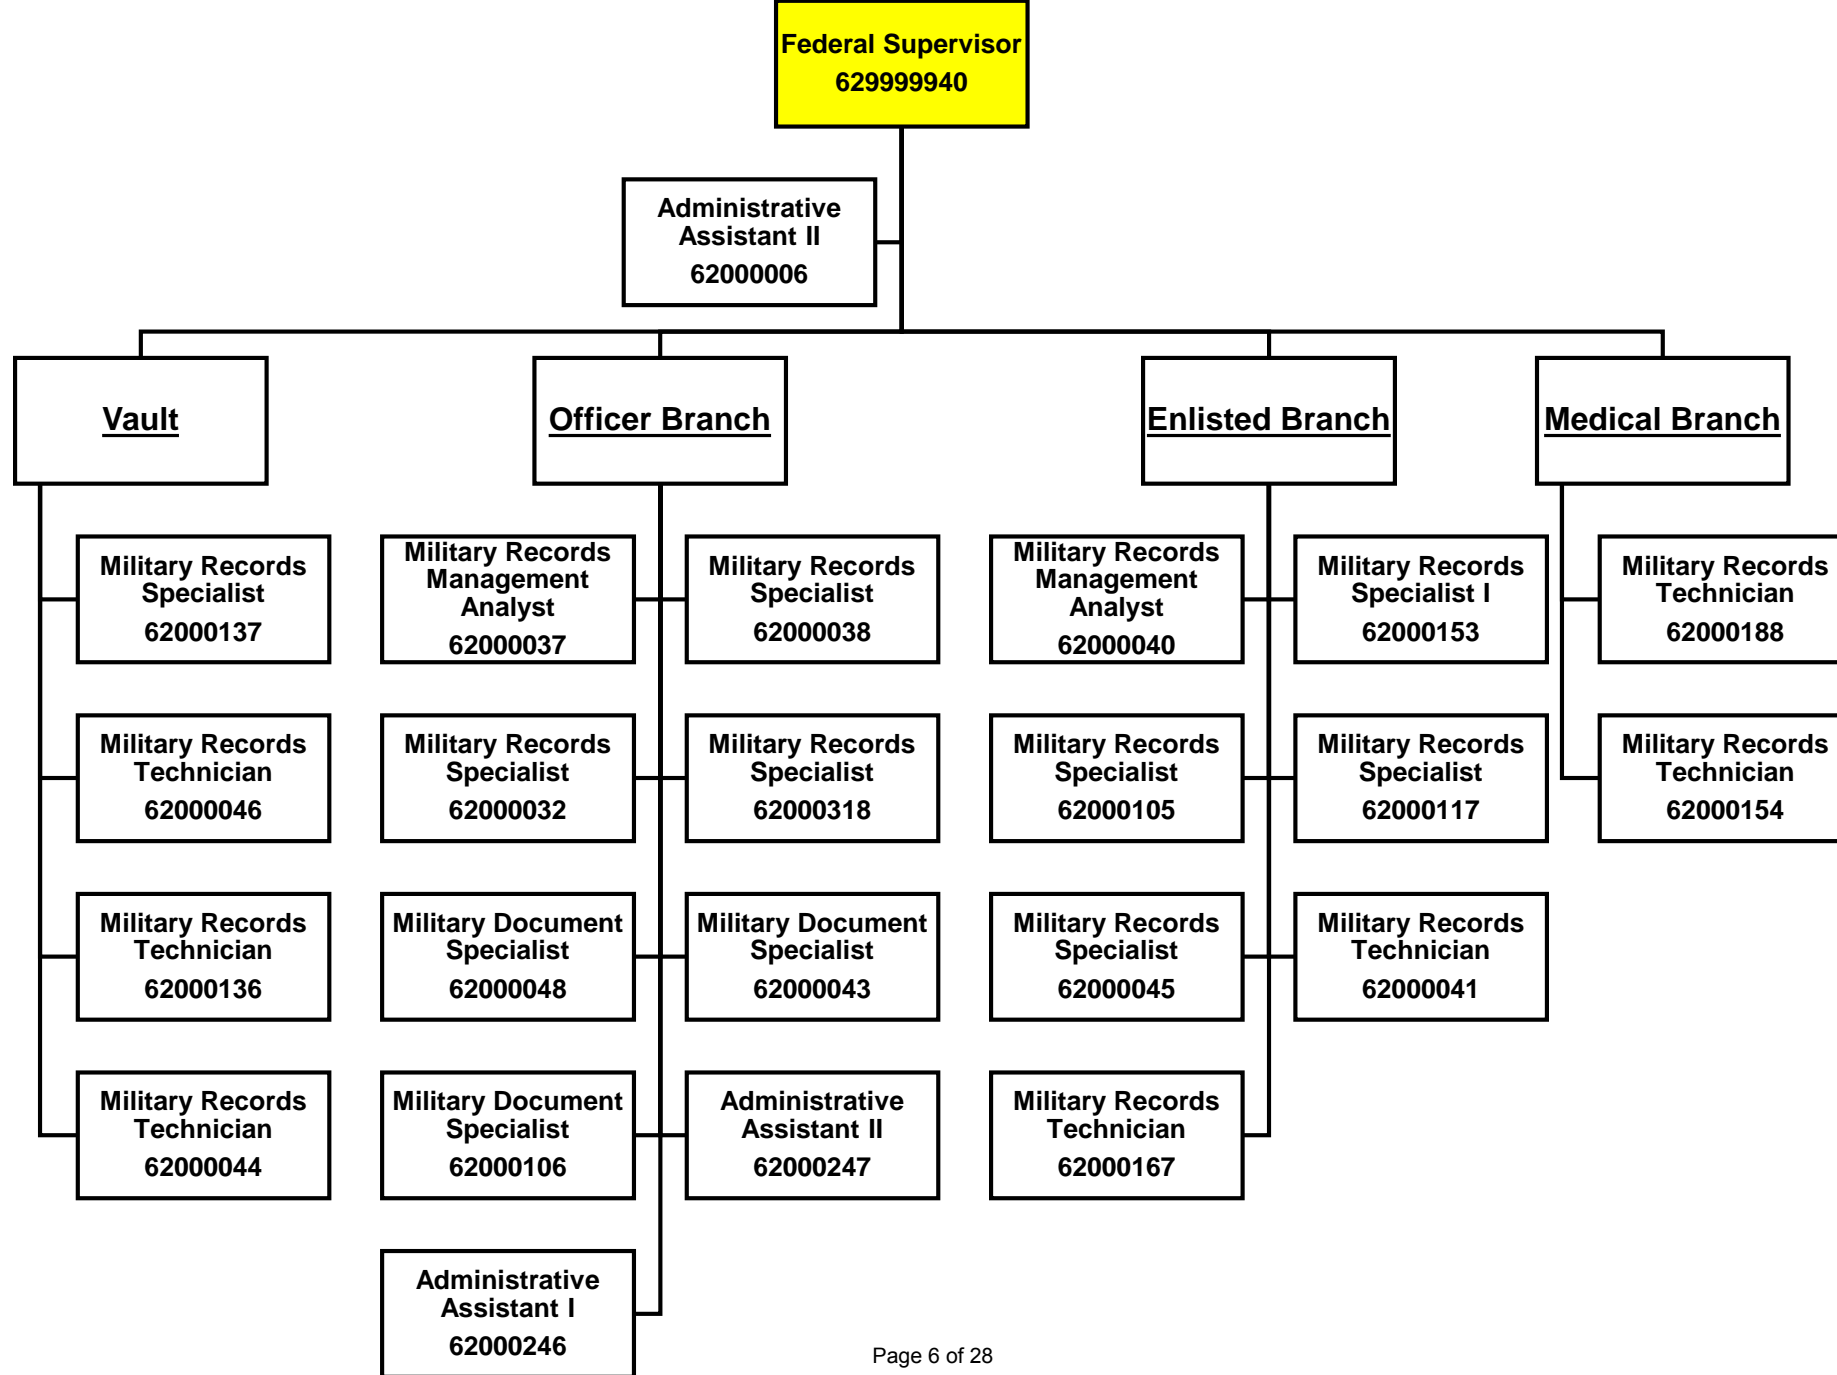 Federal Supervisor
629999940
Administrative
Assistant II
62000006
Vault
Officer Branch
Enlisted Branch
Medical Branch
Military Records
Specialist
62000137
Military Records
Management
Analyst
62000037
Military Records
Specialist
62000038
Military Records
Management
Analyst
62000040
Military Records
Specialist I
62000153
Military Records
Technician
62000188
Military Records
Technician
62000046
Military Records
Specialist
62000032
Military Records
Specialist
62000318
Military Records
Specialist
62000105
Military Records
Specialist
62000117
Military Records
Technician
62000154
Military Records
Technician
62000136
Military Document
Specialist
62000048
Military Document
Specialist
62000043
Military Records
Specialist
62000045
Military Records
Technician
62000041
Military Records
Technician
62000044
Military Document
Specialist
62000106
Administrative
Assistant II
62000247
Military Records
Technician
62000167
Administrative
Assistant I
62000246
Page 6 of 28